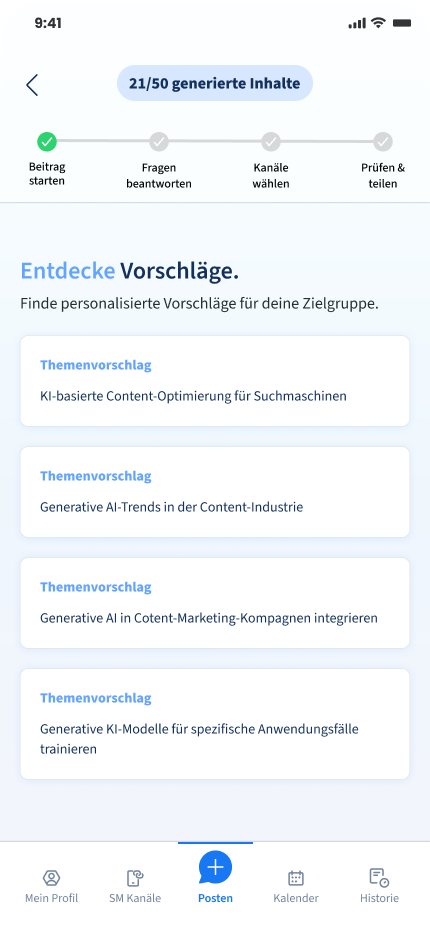 9:41
21/50 generierte Inhalte
Beitrag
starten
Fragen
beantworten
Kanäle
wählen
Prüfen &
teilen
Entdecke Vorschläge.
Finde personalisierte Vorschläge für deine Zielgruppe.
Themenvorschlag
KI-basierte Content-Optimierung für Suchmaschinen
Themenvorschlag
Generative AI-Trends in der Content-Industrie
Themenvorschlag
Generative AI in Cotent-Marketing-Kompagnen integrieren
Themenvorschlag
Generative KI-Modelle für spezifische Anwendungsfälle
trainieren
Mein Profil
SM Kanäle
Posten
Kalender
Historie